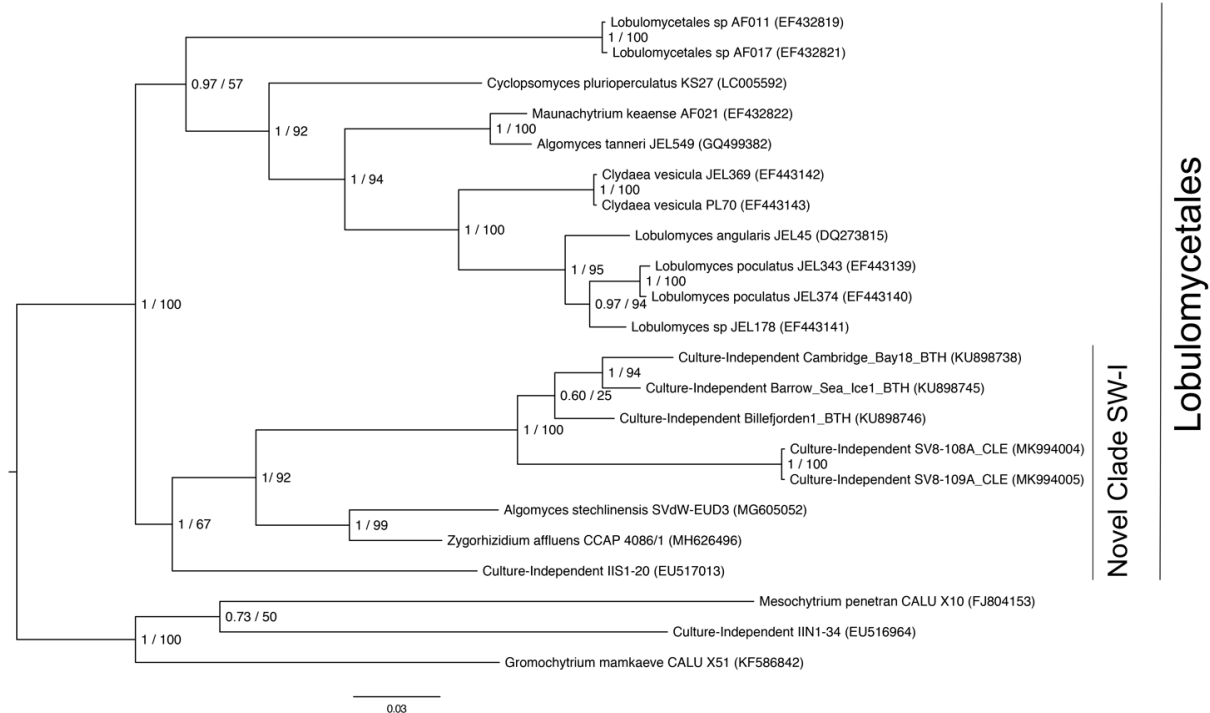 Lobulomycetales sp AF011 (EF432819)
1 / 100
Lobulomycetales sp AF017 (EF432821)
0.97 / 57
Cyclopsomyces plurioperculatus KS27 (LC005592)
1 / 92
Maunachytrium keaense AF021 (EF432822)
1 / 100
Algomyces tanneri JEL549 (GQ499382)
1 / 94
Clydaea vesicula JEL369 (EF443142)
1 / 100
Clydaea vesicula PL70 (EF443143)
1 / 100
Lobulomyces angularis JEL45 (DQ273815)
1 / 95
Lobulomyces poculatus JEL343 (EF443139)
1 / 100
Lobulomyces poculatus JEL374 (EF443140)
0.97 / 94
Lobulomyces sp JEL178 (EF443141)
1 / 100
Culture-Independent Cambridge_Bay18_BTH (KU898738)
1 / 94
Culture-Independent Barrow_Sea_Ice1_BTH (KU898745)
0.60 / 25
Culture-Independent Billefjorden1_BTH (KU898746)
1 / 100
Culture-Independent SV8-108A_CLE (MK994004)
1 / 100
Culture-Independent SV8-109A_CLE (MK994005)
1 / 92
Algomyces stechlinensis SVdW-EUD3 (MG605052)
1 / 99
Zygorhizidium affluens CCAP 4086/1 (MH626496)
1 / 67
Culture-Independent IIS1-20 (EU517013)
Mesochytrium penetran CALU X10 (FJ804153)
0.73 / 50
Culture-Independent IIN1-34 (EU516964)
1 / 100
Gromochytrium mamkaeve CALU X51 (KF586842)
0.03
Novel Clade SW-I
Lobulomycetales